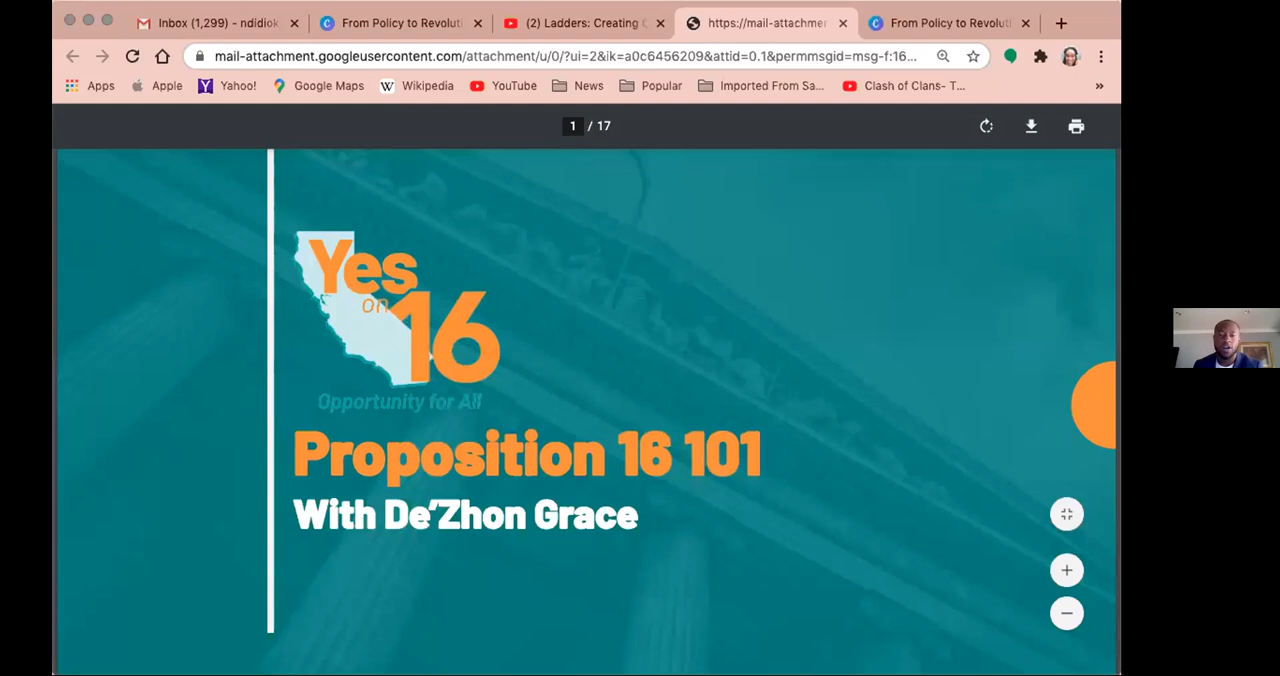 Inbox (1,299) - ndidiok
From Policy to Revoluti
(2) Ladders: Creating
https://mail-attachmer
From Policy to Revoluti
mail-attachment.googleusercontent.com/attachment/u/0/?ui=2&ik=a0c6456209&attid=0.1&permmsgid=msg-f:16...
Apps
Apple
Yahoo!
Google Maps
Wikipedia
YouTube
News
Popular
Imported From Sa...
Clash of Clans- T...
»
1 / 17
Yes
on
16
Opportunity for All
Proposition 16 101
With De’Zhon Grace